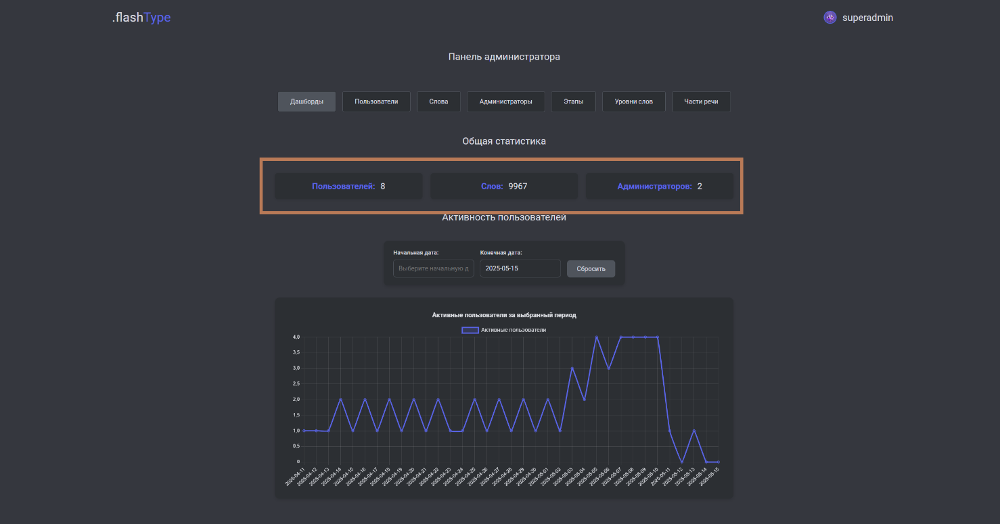 .flashType
superadmin
Панель администратора
Дашборды Пользователи Слова Администраторы Этапы Уровни слов Части речи
Общая статистика
Пользователей: 8 Слов: 9967 Администраторов: 2
Активность пользователей
Начальная дата: Конечная дата:
Выберите начальную д 2025-05-15 Сбросить
Активные пользователи за выбранный период
Активные пользователи
4,0
3,5
3,0
2,5
2,0
1,5
1,0
0,5
0
2025-04-11 2025-04-12 2025-04-13 2025-04-14 2025-04-15 2025-04-16 2025-04-17 2025-04-18 2025-04-19 2025-04-20 2025-04-21 2025-04-22 2025-04-23 2025-04-24 2025-04-25 2025-04-26 2025-04-27 2025-04-28 2025-04-29 2025-04-30 2025-05-01 2025-05-02 2025-05-03 2025-05-04 2025-05-05 2025-05-06 2025-05-07 2025-05-08 2025-05-09 2025-05-10 2025-05-11 2025-05-12 2025-05-13 2025-05-14 2025-05-15